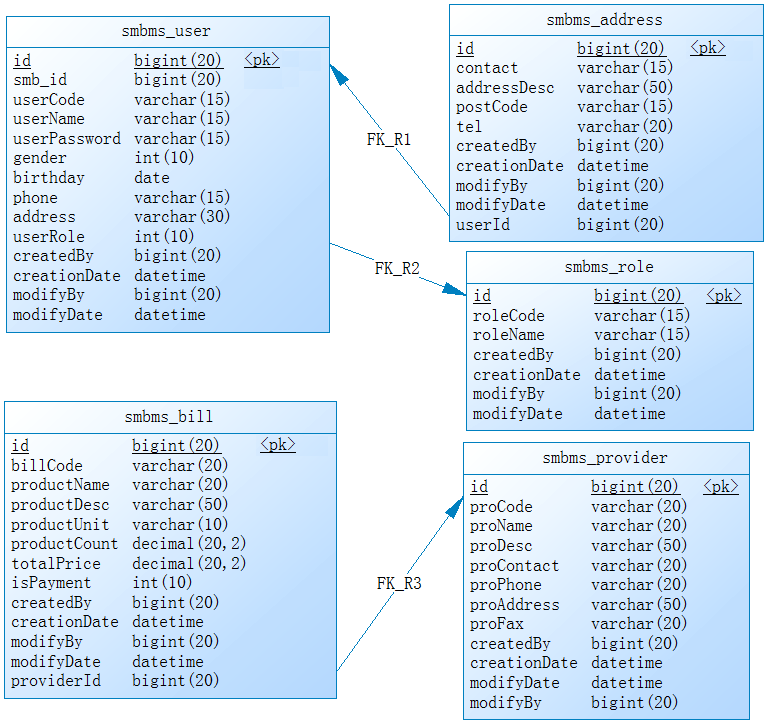 smbms_user
id bigint(20) <pk>
smb_id bigint(20)
userCode varchar(15)
userName varchar(15)
userPassword varchar(15)
gender int(10)
birthday date
phone varchar(15)
address varchar(30)
userRole int(10)
createdBy bigint(20)
creationDate datetime
modifyBy bigint(20)
modifyDate datetime
FK_R1
smbms_address
id bigint(20) <pk>
contact varchar(15)
addressDesc varchar(50)
postCode varchar(15)
tel varchar(20)
createdBy bigint(20)
creationDate datetime
modifyBy bigint(20)
modifyDate datetime
userId bigint(20)
FK_R2
smbms_role
id bigint(20) <pk>
roleCode varchar(15)
roleName varchar(15)
createdBy bigint(20)
creationDate datetime
modifyBy bigint(20)
modifyDate datetime
smbms_bill
id bigint(20) <pk>
billCode varchar(20)
productName varchar(20)
productDesc varchar(50)
productUnit varchar(10)
productCount decimal(20,2)
totalPrice decimal(20,2)
isPayment int(10)
createdBy bigint(20)
creationDate datetime
modifyBy bigint(20)
modifyDate datetime
providerId bigint(20)
FK_R3
smbms_provider
id bigint(20) <pk>
proCode varchar(20)
proName varchar(20)
proDesc varchar(50)
proContact varchar(20)
proPhone varchar(20)
proAddress varchar(50)
proFax varchar(20)
createdBy bigint(20)
creationDate datetime
modifyDate datetime
modifyBy bigint(20)